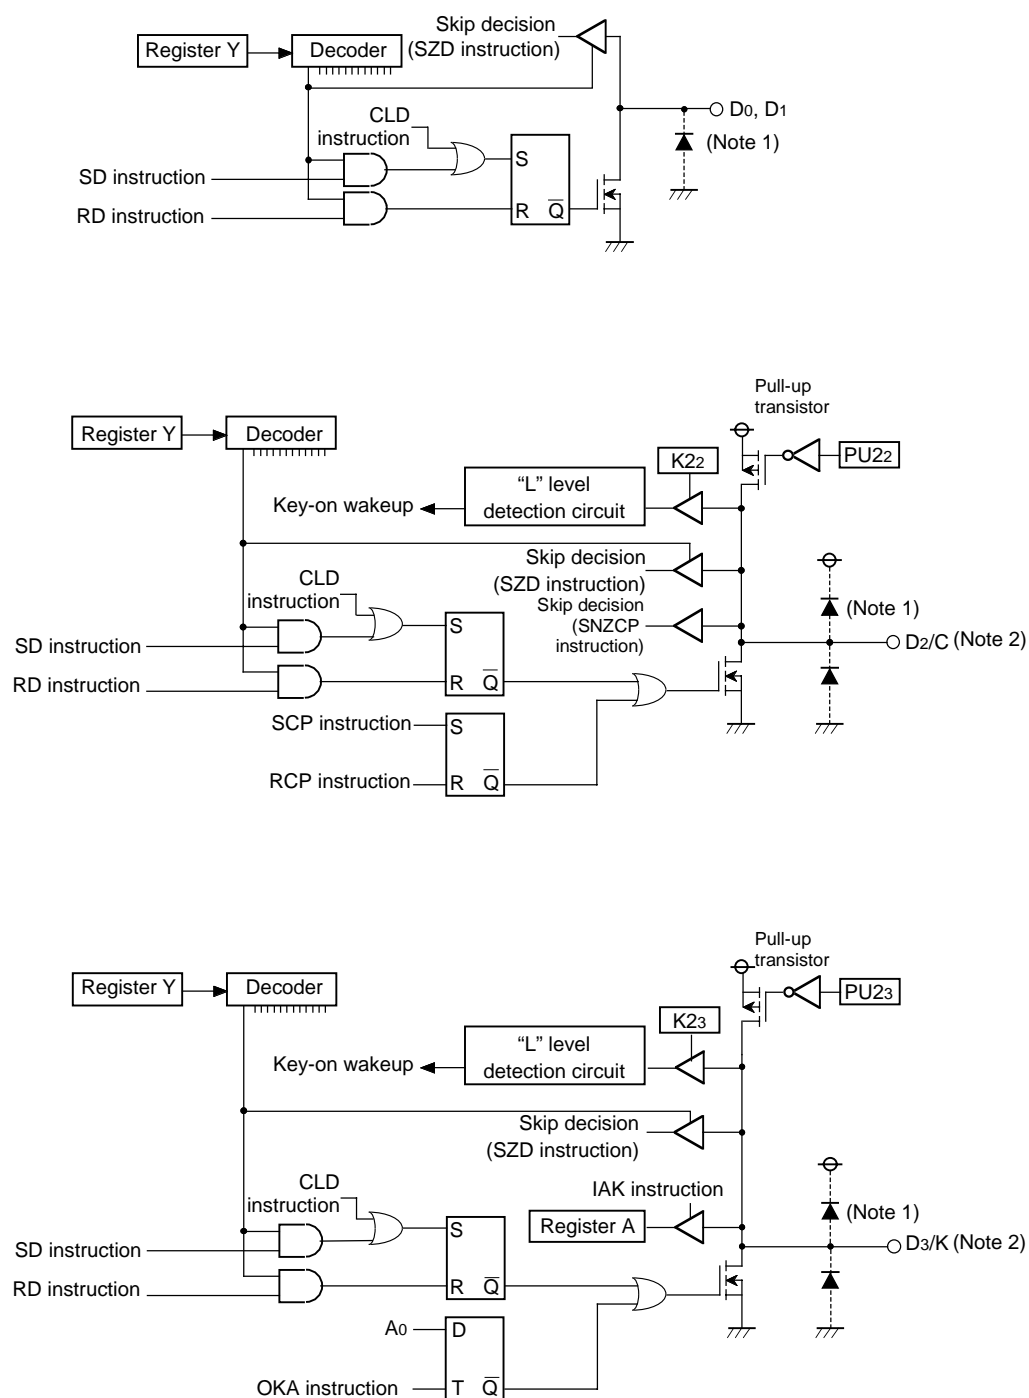 Skip decision
(SZD instruction)
Register Y
Decoder
D0, D1
(Note 1)
CLD
instruction
S
SD instruction
RD instruction
R
Q
Pull-up
transistor
Register Y
Decoder
K22
PU22
"L" level
detection circuit
Key-on wakeup
Skip decision
(SZD instruction)
CLD
instruction
Skip decision
(SNZCP
instruction)
(Note 1)
S
SD instruction
D2/C (Note 2)
RD instruction
R
Q
SCP instruction
S
RCP instruction
R
Q
Pull-up
transistor
Register Y
Decoder
PU23
K23
"L" level
detection circuit
Key-on wakeup
Skip decision
(SZD instruction)
CLD
instruction
IAK instruction
Register A
(Note 1)
S
SD instruction
D3/K (Note 2)
RD instruction
R
Q
A0
D
OKA instruction
T
Q